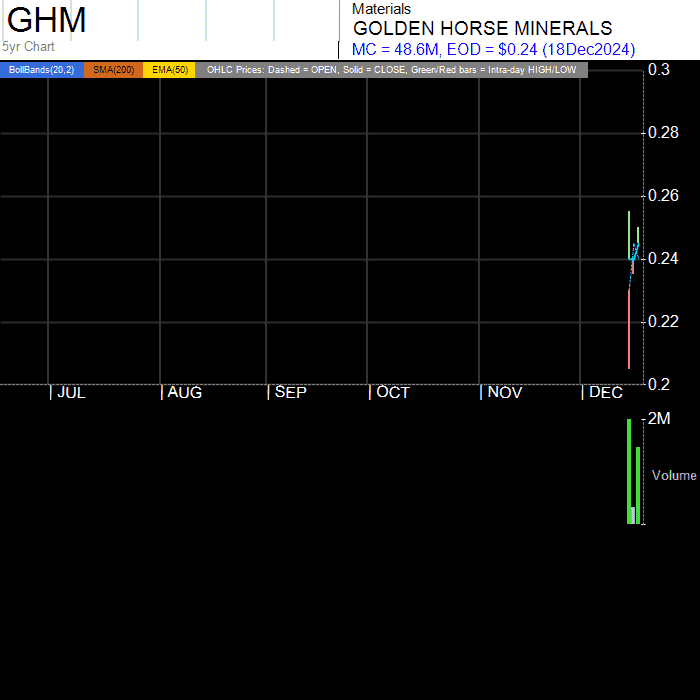 GHM
5yr Chart
Materials
GOLDEN HORSE MINERALS
MC = 48.6M, EOD = $0.24 (18Dec2024)
BollBands(20,2) SMA(200) EMA(50) OHLC Prices: Dashed = OPEN, Solid = CLOSE, Green/Red bars = Intra-day HIGH/LOW
0.3
0.28
0.26
0.24
0.22
0.2
JUL AUG SEP OCT NOV DEC
2M
Volume